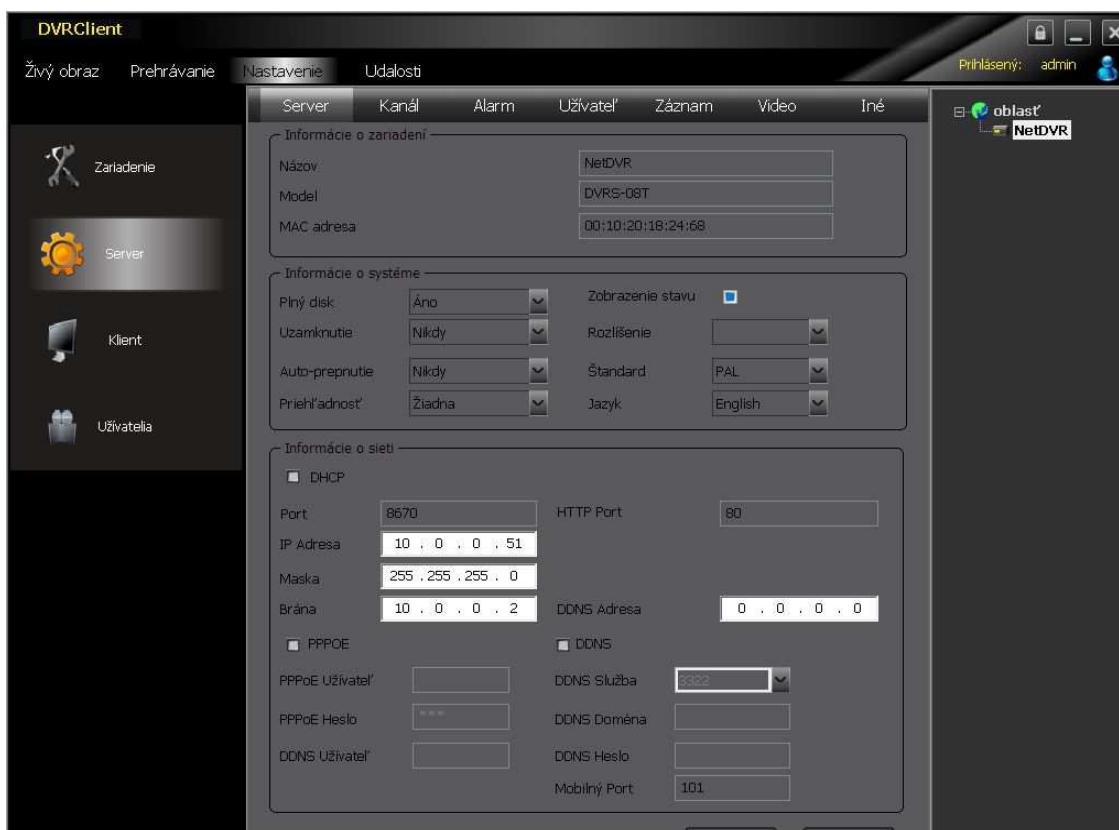 DVRClient
Živý obraz Prehrávanie Nastavenie Udalosti
Prihlásený: admin
Server Kanál Alarm Užívateľ Záznam Video Iné
Zariadenie
Server
Klient
Užívatelia
Informácie o zariadení
Názov NetDVR
Model DVRS-08T
MAC adresa 00:10:20:18:24:68
Informácie o systéme
Plný disk Áno Zobrazenie stavu
Uzamknutie Nikdy Rozlíšenie
Auto-prepnutie Nikdy Štandard PAL
Priehľadnosť Žiadna Jazyk English
Informácie o sieti
DHCP
Port 8670 HTTP Port 80
IP Adresa 10 . 0 . 0 . 51
Maska 255 . 255 . 255 . 0
Brána 10 . 0 . 0 . 2 DDNS Adresa 0 . 0 . 0 . 0
PPPOE DDNS
PPPoE Užívateľ DDNS Služba 3322
PPPoE Heslo *** DDNS Doména
DDNS Užívateľ DDNS Heslo
Mobilný Port 101
oblasť
NetDVR